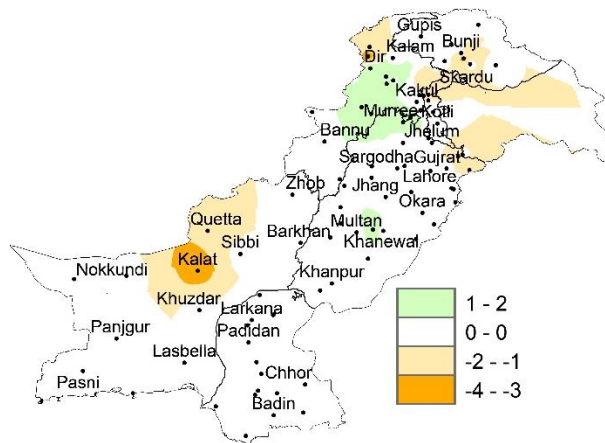 Gupis
Kalam
Bunji
Dir
Skardu
Kakul
Murree
Kotli
Bannu
Jhelum
Sargodha
Gujrat
Zhob
Jhang
Lahore
Okara
Quetta
Multan
Barkhan
Sibbi
Khanewal
Kalat
Nokkundi
Khanpur
Khuzdar
Larkana
Padidan
Panjgur
Lasbella
Pasni
Chhor
Badin
1 - 2
0 - 0
-2 - -1
-4 - -3